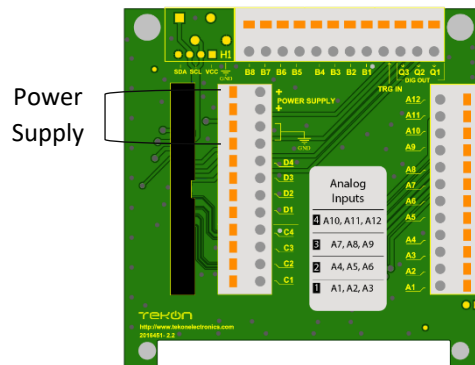 H1
SDA SCL VCC GND
B8 B7 B6 B5 B4 B3 B2 B1 Q3 Q2 Q1
DIG OUT
TRG IN
Power
Supply
+
POWER SUPPLY
+
GND
D4
D3
D2
D1
C4
C3
C2
C1
A12
A11
A10
A9
A8
A7
A6
A5
A4
A3
A2
A1
Analog
Inputs
4 A10, A11, A12
3 A7, A8, A9
2 A4, A5, A6
1 A1, A2, A3
TEKON
http://www.tekonelectronics.com
2016451- 2.2